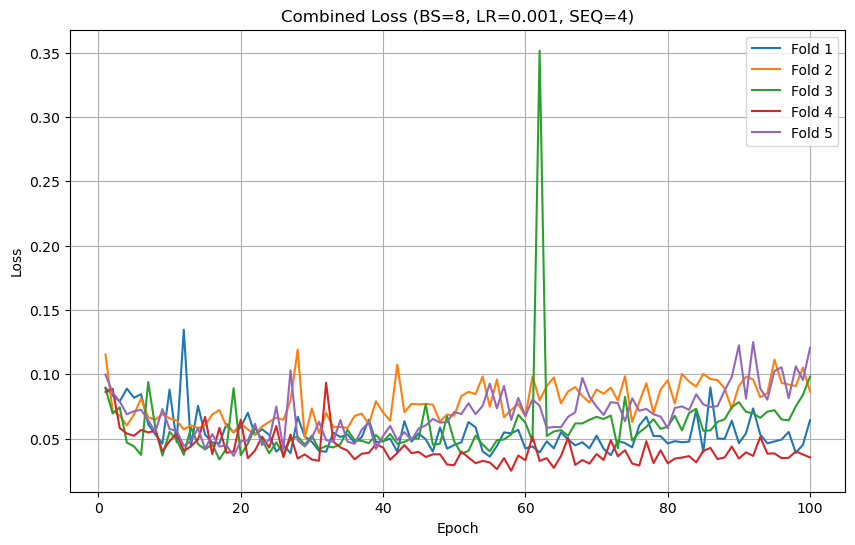 Combined Loss (BS=8, LR=0.001, SEQ=4)
Loss
0.35
0.30
0.25
0.20
0.15
0.10
0.05
Fold 1
Fold 2
Fold 3
Fold 4
Fold 5
0 20 40 60 80 100
Epoch